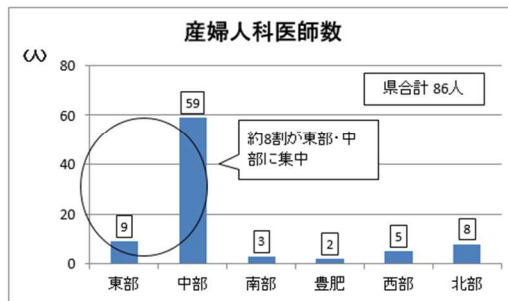 産婦人科医師数
(人)
80
60
40
20
0
県合計 86人
約8割が東部・中
部に集中
9
59
3
2
5
8
東部
中部
南部
豊肥
西部
北部